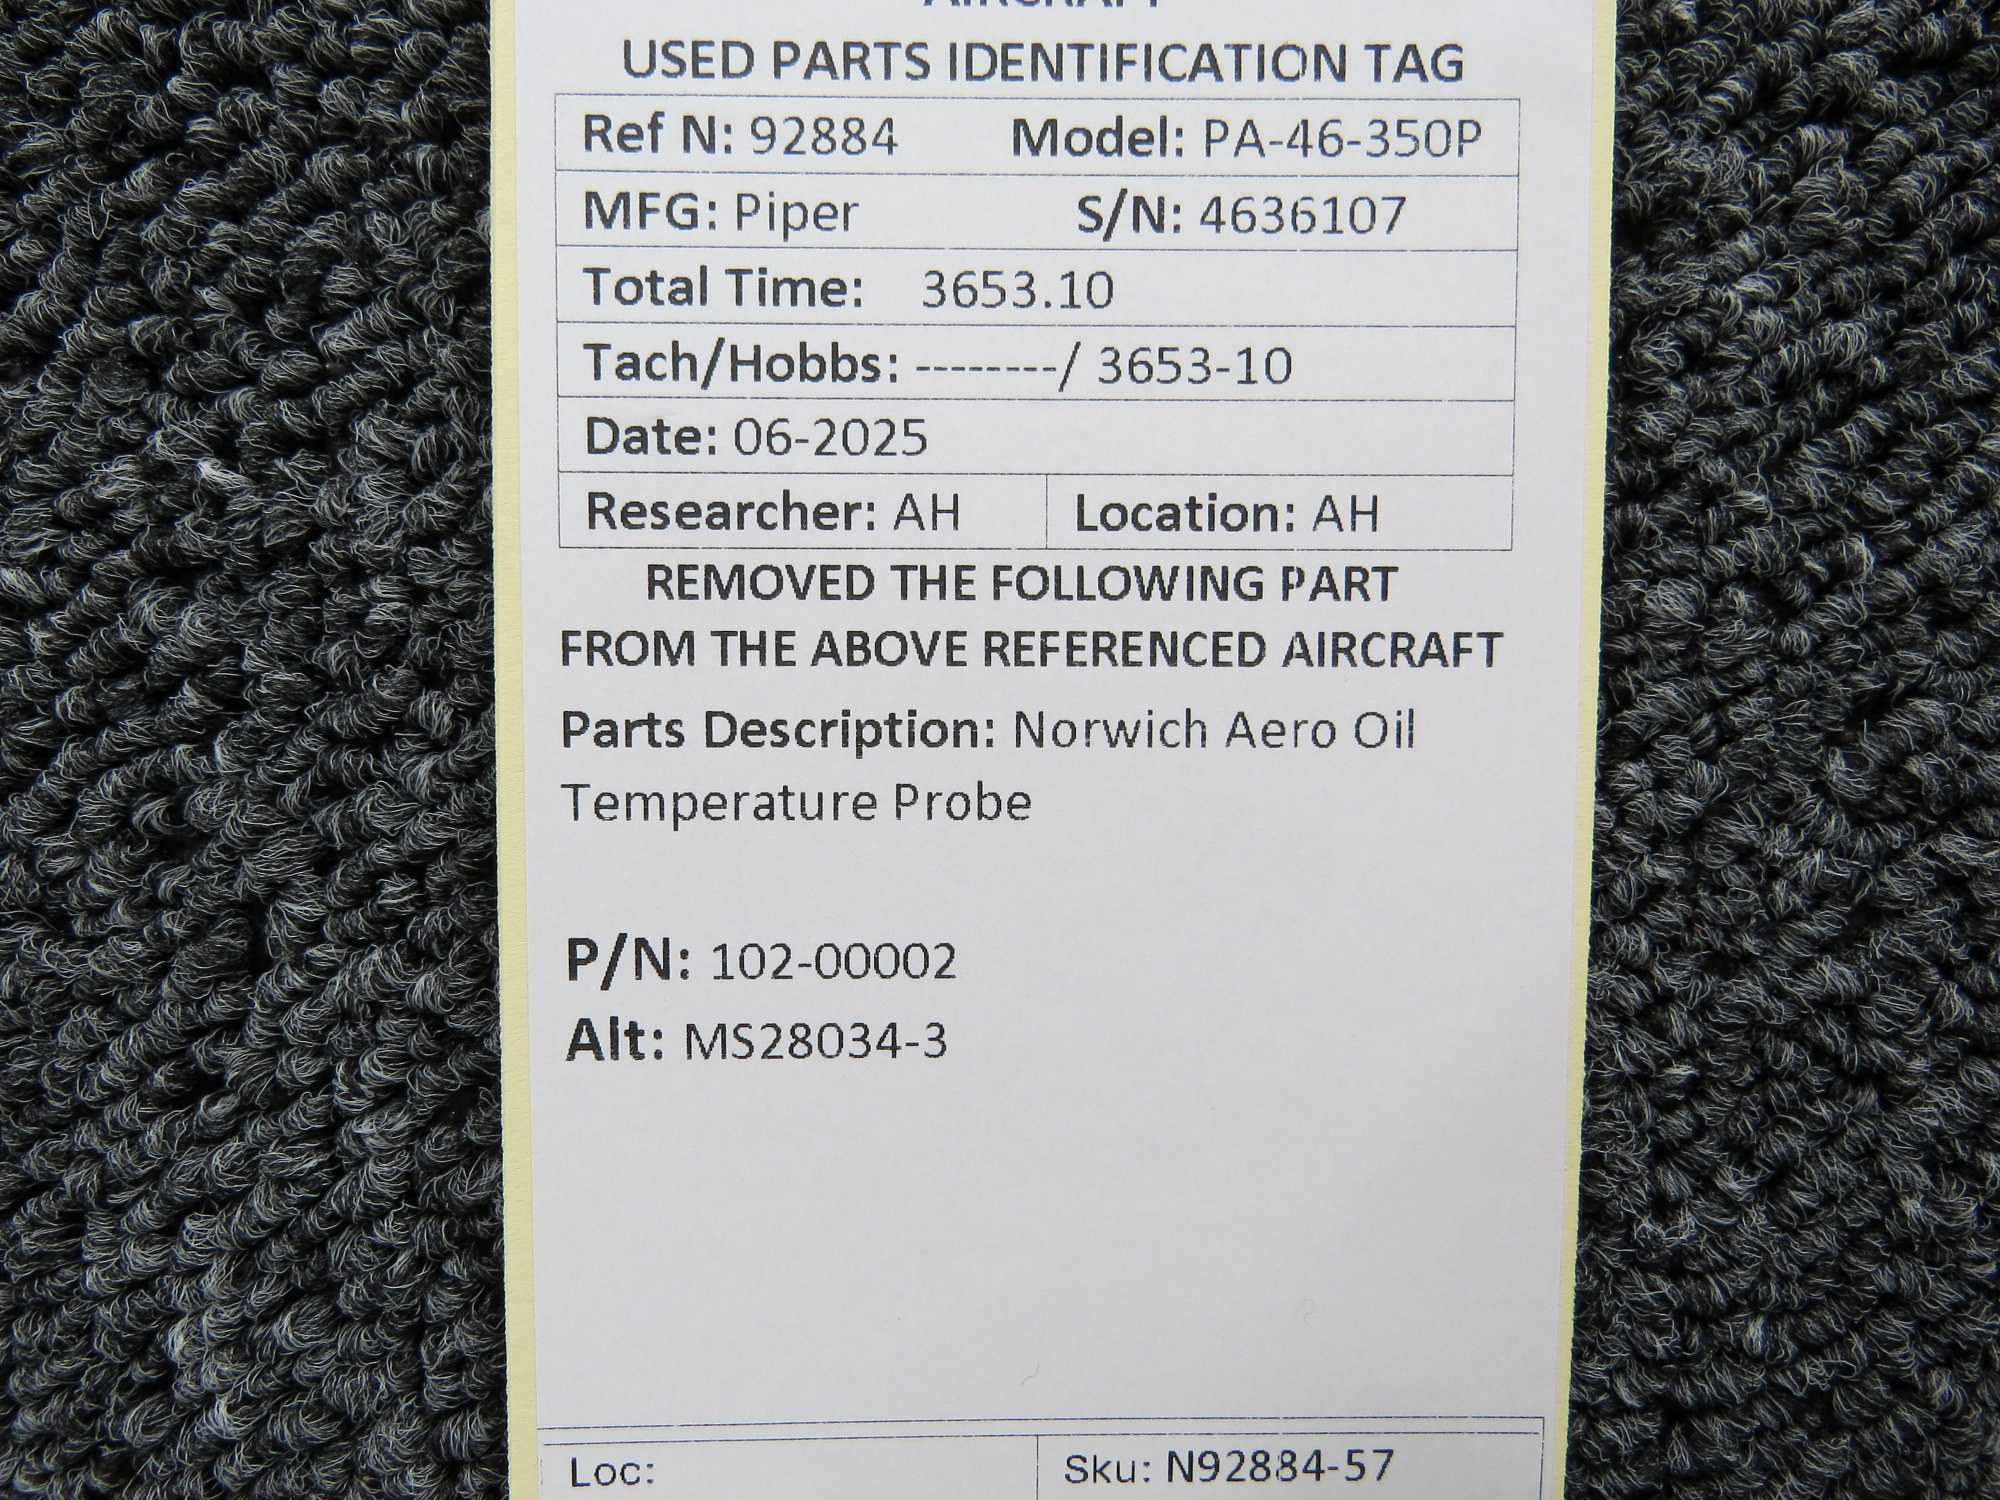 AIRCRAFT
USED PARTS IDENTIFICATION TAG
Ref N: 92884 Model: PA-46-350P
MFG: Piper S/N: 4636107
Total Time: 3653.10
Tach/Hobbs: --------/ 3653-10
Date: 06-2025
Researcher: AH Location: AH
REMOVED THE FOLLOWING PART
FROM THE ABOVE REFERENCED AIRCRAFT
Parts Description: Norwich Aero Oil
Temperature Probe
P/N: 102-00002
Alt: MS28034-3
Loc: Sku: N92884-57